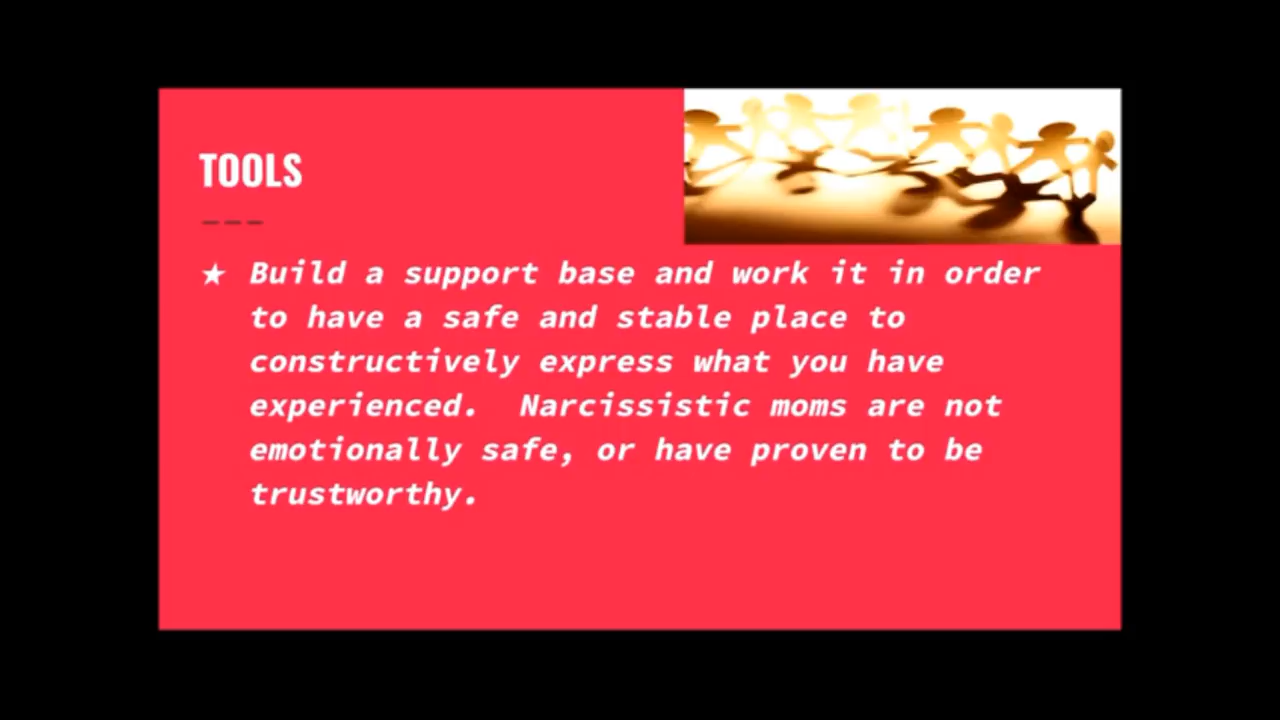 TOOLS
★ Build a support base and work it in order
to have a safe and stable place to
constructively express what you have
experienced.  Narcissistic moms are not
emotionally safe, or have proven to be
trustworthy.